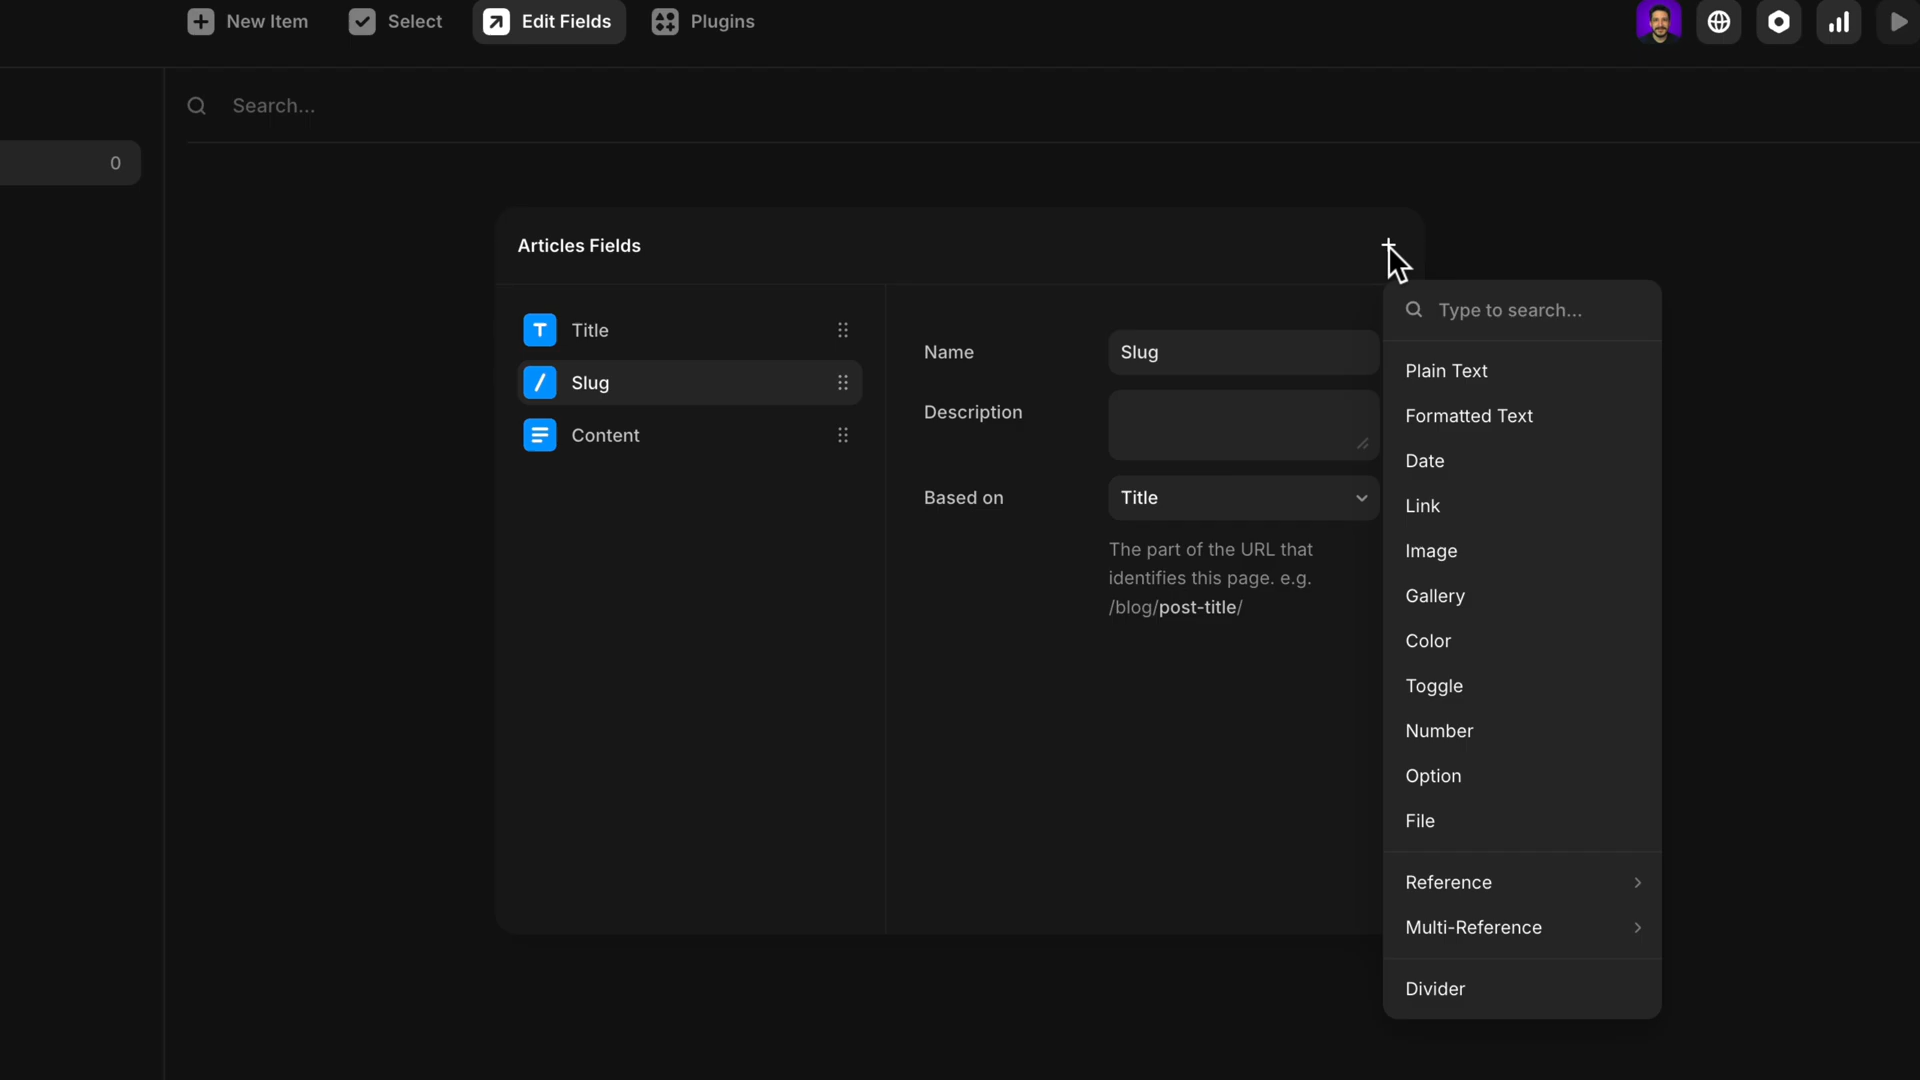 New Item
Select
Edit Fields
Plugins
Search...
0
Articles Fields
Title
Slug
Content
Name
Slug
Description
Based on
Title
The part of the URL that
identifies this page. e.g.
/blog/post-title/
Type to search...
Plain Text
Formatted Text
Date
Link
Image
Gallery
Color
Toggle
Number
Option
File
Reference
Multi-Reference
Divider